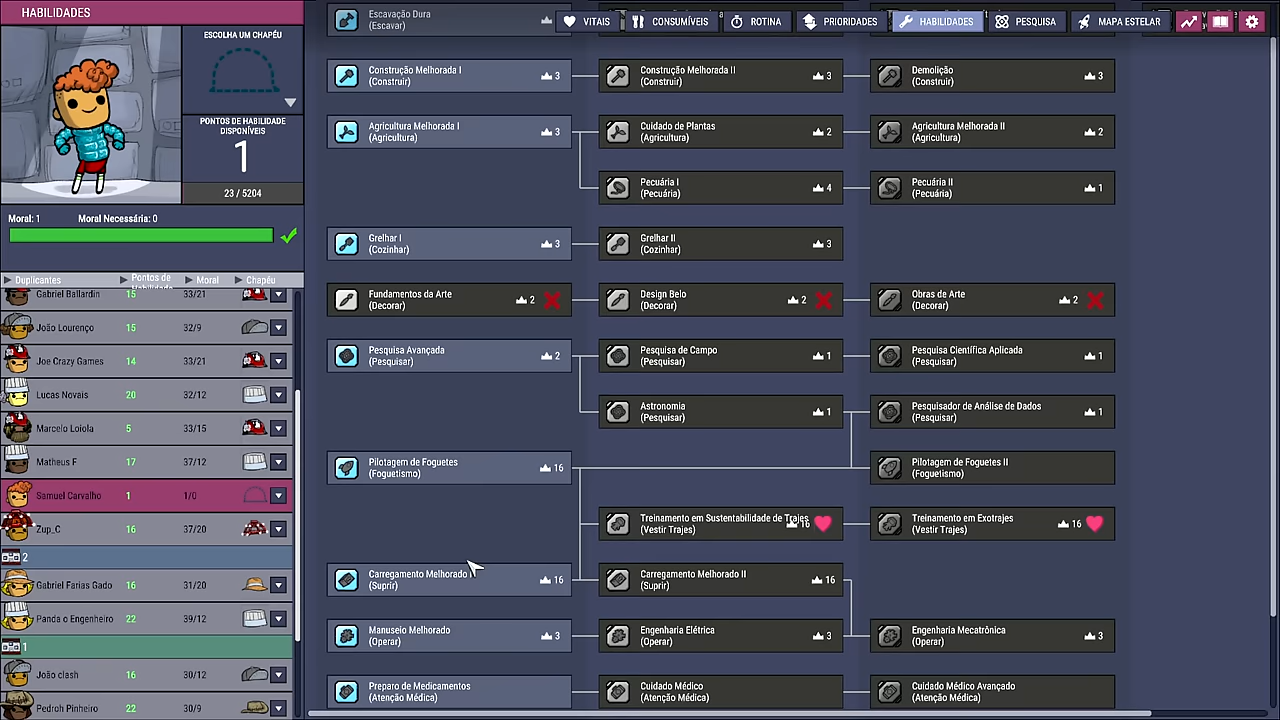 HABILIDADES
VITAIS
CONSUMÍVEIS
ROTINA
PRIORIDADES
HABILIDADES
PESQUISA
MAPA ESTELAR
ESCOLHA UM CHAPÉU
PONTOS DE HABILIDADE
DISPONÍVEIS
1
23 / 5204
Moral: 1
Moral Necessária: 0
Duplicantes
Pontos de
Moral
Chapéu
Gabriel Ballardin 15 33/21
João Lourenço 15 32/9
Joe Crazy Games 14 33/21
Lucas Novais 20 32/12
Marcelo Loiola 5 33/15
Matheus F 17 37/12
Samuel Carvalho 1 1/0
Zup_C 16 37/20
2
Gabriel Farias Gado 16 31/20
Panda o Engenheiro 22 39/12
1
João clash 16 30/12
Pedroh Pinheiro 22 30/9
Escavação Dura
(Escavar)
Construção Melhorada I
(Construir)
3
Construção Melhorada II
(Construir)
3
Demolição
(Construir)
3
Agricultura Melhorada I
(Agricultura)
3
Cuidado de Plantas
(Agricultura)
2
Agricultura Melhorada II
(Agricultura)
2
Pecuária I
(Pecuária)
4
Pecuária II
(Pecuária)
1
Grelhar I
(Cozinhar)
3
Grelhar II
(Cozinhar)
3
Fundamentos da Arte
(Decorar)
2
Design Belo
(Decorar)
2
Obras de Arte
(Decorar)
2
Pesquisa Avançada
(Pesquisar)
2
Pesquisa de Campo
(Pesquisar)
1
Pesquisa Científica Aplicada
(Pesquisar)
1
Astronomia
(Pesquisar)
1
Pesquisador de Análise de Dados
(Pesquisar)
1
Pilotagem de Foguetes
(Foguetismo)
16
Pilotagem de Foguetes II
(Foguetismo)
Treinamento em Sustentabilidade de Trajes
(Vestir Trajes)
16
Treinamento em Exotrajes
(Vestir Trajes)
16
Carregamento Melhorado
(Suprir)
16
Carregamento Melhorado II
(Suprir)
16
Manuseio Melhorado
(Operar)
3
Engenharia Elétrica
(Operar)
3
Engenharia Mecatrônica
(Operar)
3
Preparo de Medicamentos
(Atenção Médica)
Cuidado Médico
(Atenção Médica)
Cuidado Médico Avançado
(Atenção Médica)